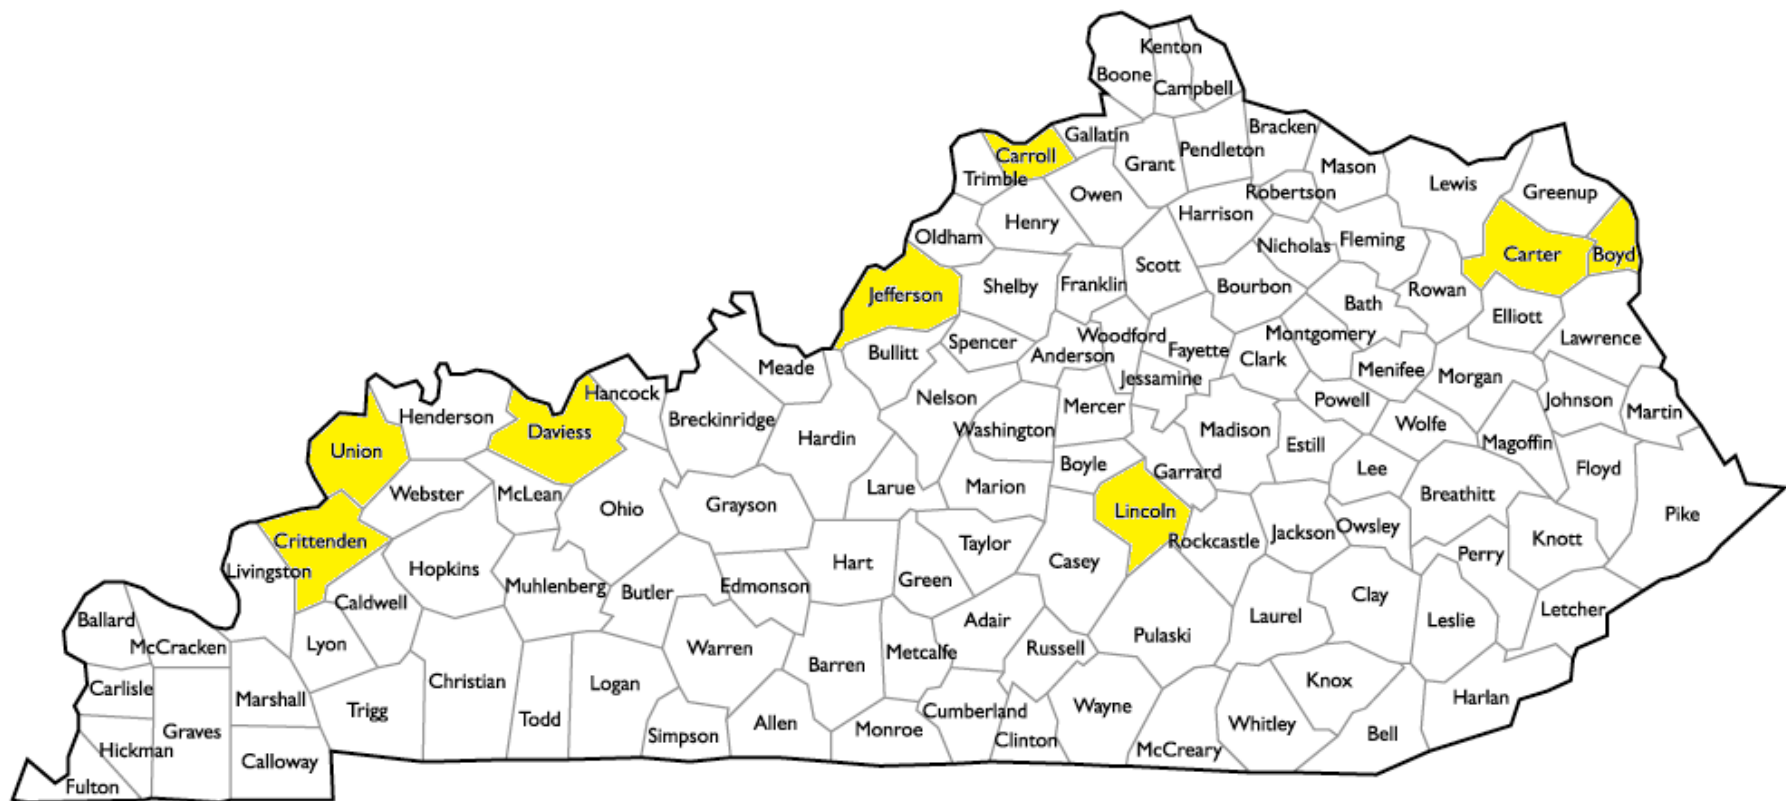 Kenton
Boone
Campbell
Gallatin
Bracken
Carroll
Grant
Pendleton
Mason
Trimble
Owen
Robertson
Lewis
Greenup
Henry
Harrison
Oldham
Nicholas
Fleming
Carter
Boyd
Jefferson
Shelby
Franklin
Scott
Bourbon
Bath
Rowan
Elliott
Lawrence
Spencer
Bullitt
Anderson
Woodford
Fayette
Montgomery
Clark
Menifee
Morgan
Meade
Jessamine
Hancock
Nelson
Mercer
Powell
Johnson
Martin
Henderson
Daviess
Breckinridge
Hardin
Washington
Madison
Estill
Wolfe
Magoffin
Union
Boyle
Garrard
Lee
Floyd
Webster
McLean
Ohio
Grayson
Larue
Marion
Lincoln
Breathitt
Pike
Crittenden
Taylor
Rockcastle
Jackson
Owsley
Perry
Knott
Livingston
Hopkins
Muhlenberg
Butler
Edmonson
Hart
Green
Casey
Clay
Letcher
Ballard
Caldwell
Adair
Laurel
Leslie
McCracken
Lyon
Warren
Barren
Metcalfe
Russell
Pulaski
Carlisle
Marshall
Trigg
Christian
Logan
Knox
Harlan
Graves
Todd
Simpson
Allen
Monroe
Cumberland
Wayne
Whitley
Bell
Hickman
Calloway
Clinton
McCreary
Fulton